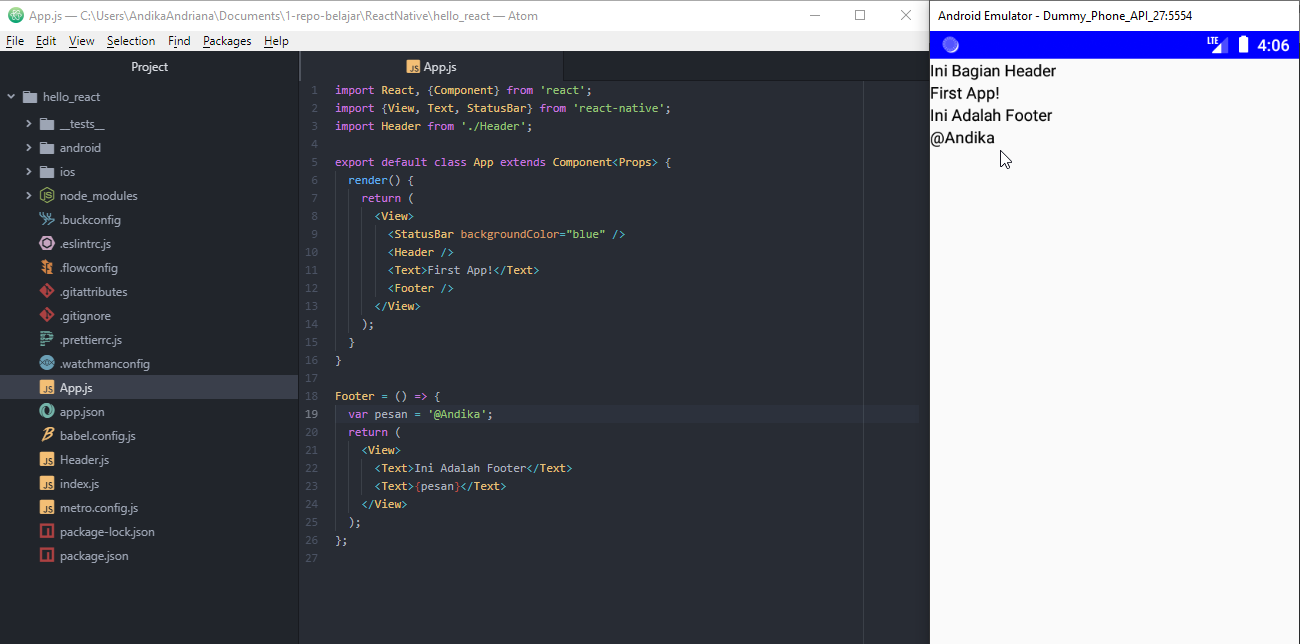 App.js — C:\Users\AndikaAndriana\Documents\1-repo-belajar\ReactNative\hello_react — Atom
File Edit View Selection Find Packages Help
Project
hello_react
__tests__
android
ios
node_modules
.buckconfig
.eslintrc.js
.flowconfig
.gitattributes
.gitignore
.prettierrc.js
.watchmanconfig
App.js
app.json
babel.config.js
Header.js
index.js
metro.config.js
package-lock.json
package.json
App.js
1 import React, {Component} from 'react';
2 import {View, Text, StatusBar} from 'react-native';
3 import Header from './Header';
4
5 export default class App extends Component<Props> {
6 render() {
7 return (
8 <View>
9 <StatusBar backgroundColor="blue" />
10 <Header />
11 <Text>First App!</Text>
12 <Footer />
13 </View>
14 );
15 }
16 }
17
18 Footer = () => {
19 var pesan = '@Andika';
20 return (
21 <View>
22 <Text>Ini Adalah Footer</Text>
23 <Text>{pesan}</Text>
24 </View>
25 );
26 };
27
Android Emulator - Dummy_Phone_API_27:5554
LTE 4:06
Ini Bagian Header
First App!
Ini Adalah Footer
@Andika